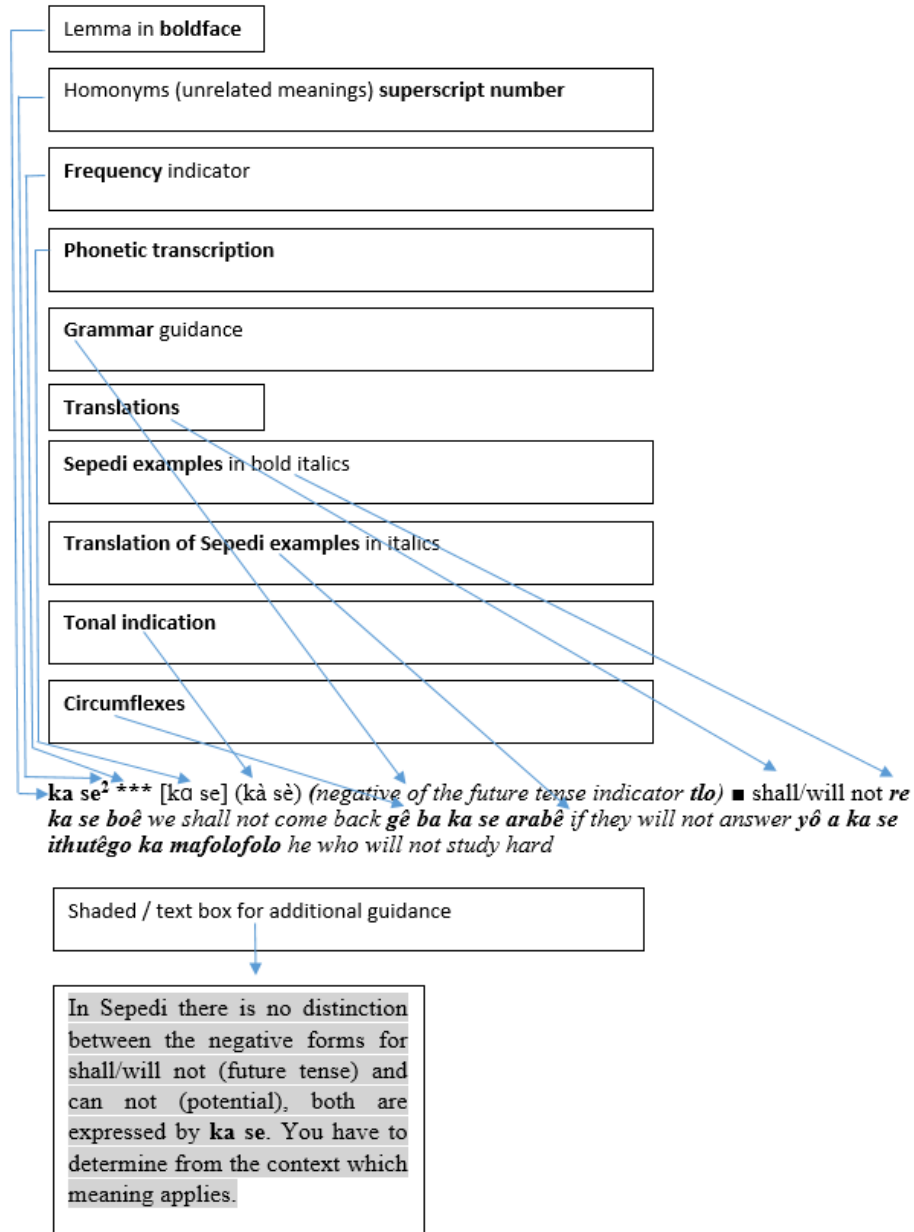 Lemma in boldface
Homonyms (unrelated meanings) superscript number
Frequency indicator
Phonetic transcription
Grammar guidance
Translations
Sepedi examples in bold italics
Translation of Sepedi examples in italics
Tonal indication
Circumflexes
ka se² *** [kɑ se] (kà sè) (negative of the future tense indicator tlo) ■ shall/will not re
ka se boê we shall not come back gê ba ka se arabê if they will not answer yô a ka se
ithutêgo ka mafolofolo he who will not study hard
Shaded / text box for additional guidance
In Sepedi there is no distinction
between the negative forms for
shall/will not (future tense) and
can not (potential), both are
expressed by ka se. You have to
determine from the context which
meaning applies.